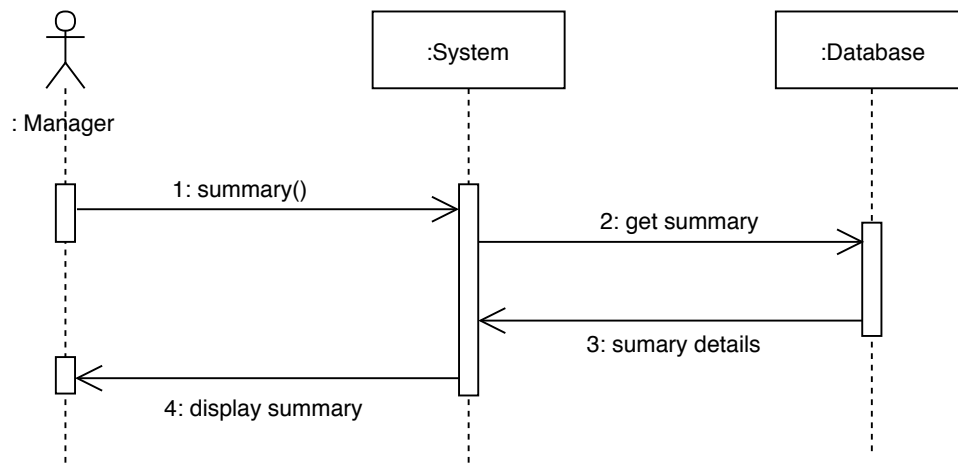 :System
:Database
: Manager
1: summary()
2: get summary
3: sumary details
4: display summary